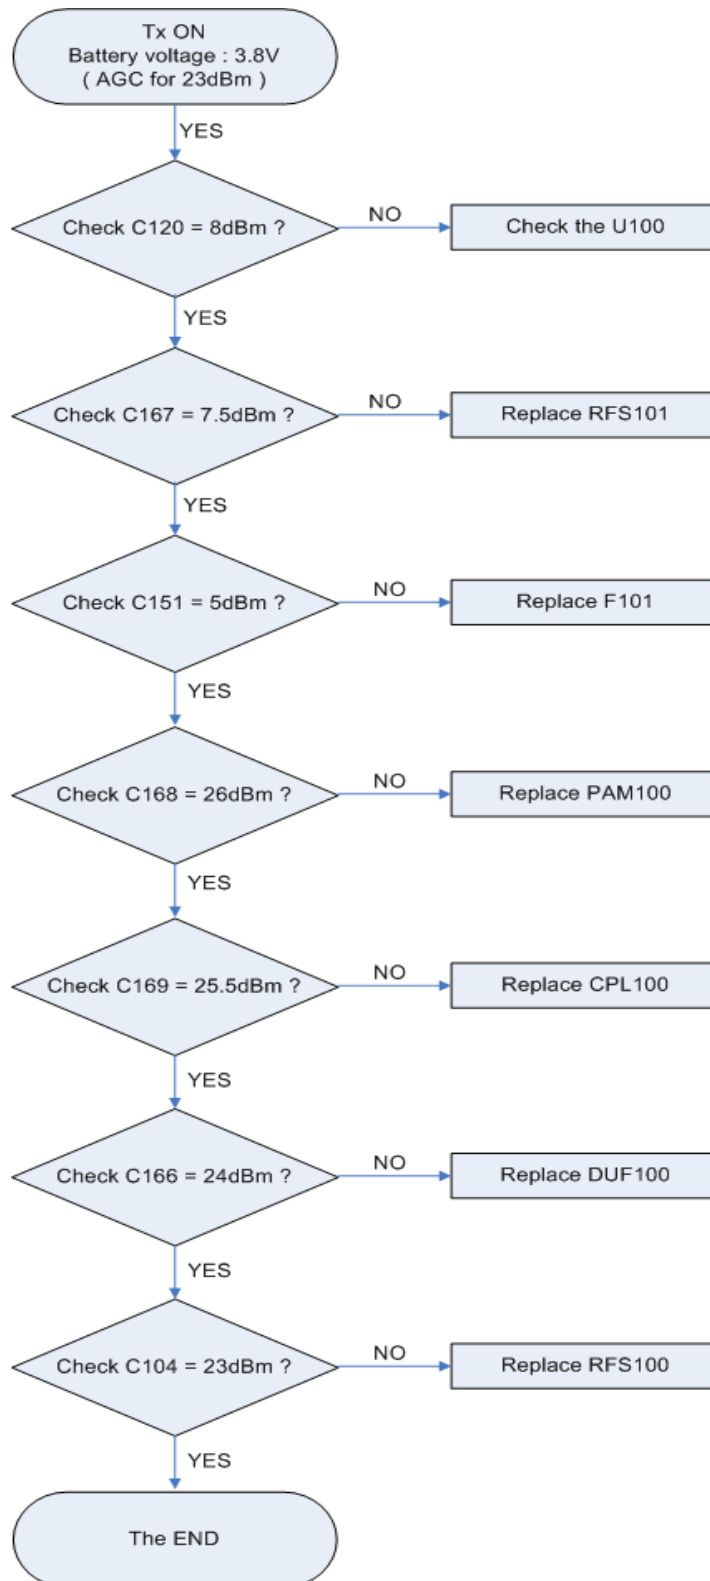 Tx ON
Battery voltage : 3.8V
( AGC for 23dBm )
YES
Check C120 = 8dBm ?
NO
Check the U100
YES
Check C167 = 7.5dBm ?
NO
Replace RFS101
YES
Check C151 = 5dBm ?
NO
Replace F101
YES
Check C168 = 26dBm ?
NO
Replace PAM100
YES
Check C169 = 25.5dBm ?
NO
Replace CPL100
YES
Check C166 = 24dBm ?
NO
Replace DUF100
YES
Check C104 = 23dBm ?
NO
Replace RFS100
YES
The END